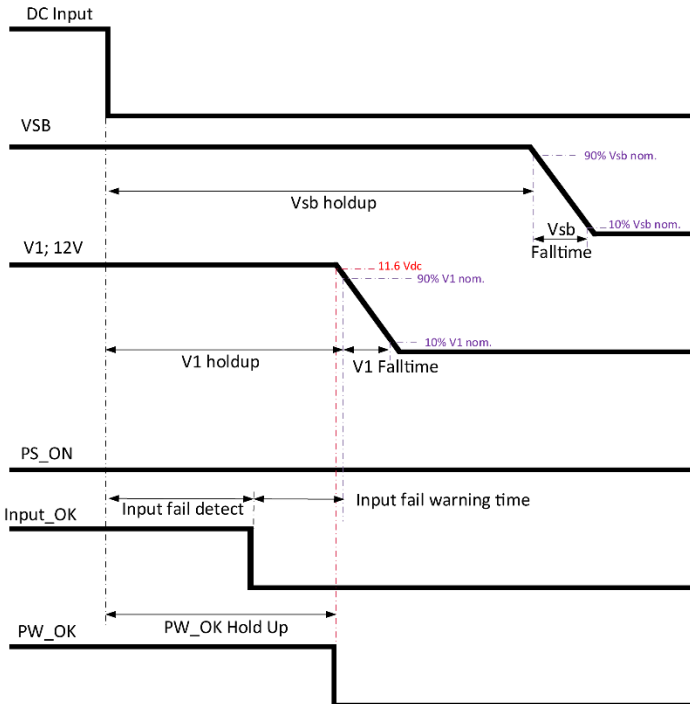 DC Input
VSB
90% Vsb nom.
Vsb holdup
10% Vsb nom.
Vsb
Falltime
V1; 12V
11.6 Vdc
90% V1 nom.
10% V1 nom.
V1 holdup
V1 Falltime
PS_ON
Input fail detect
Input fail warning time
Input_OK
PW_OK Hold Up
PW_OK